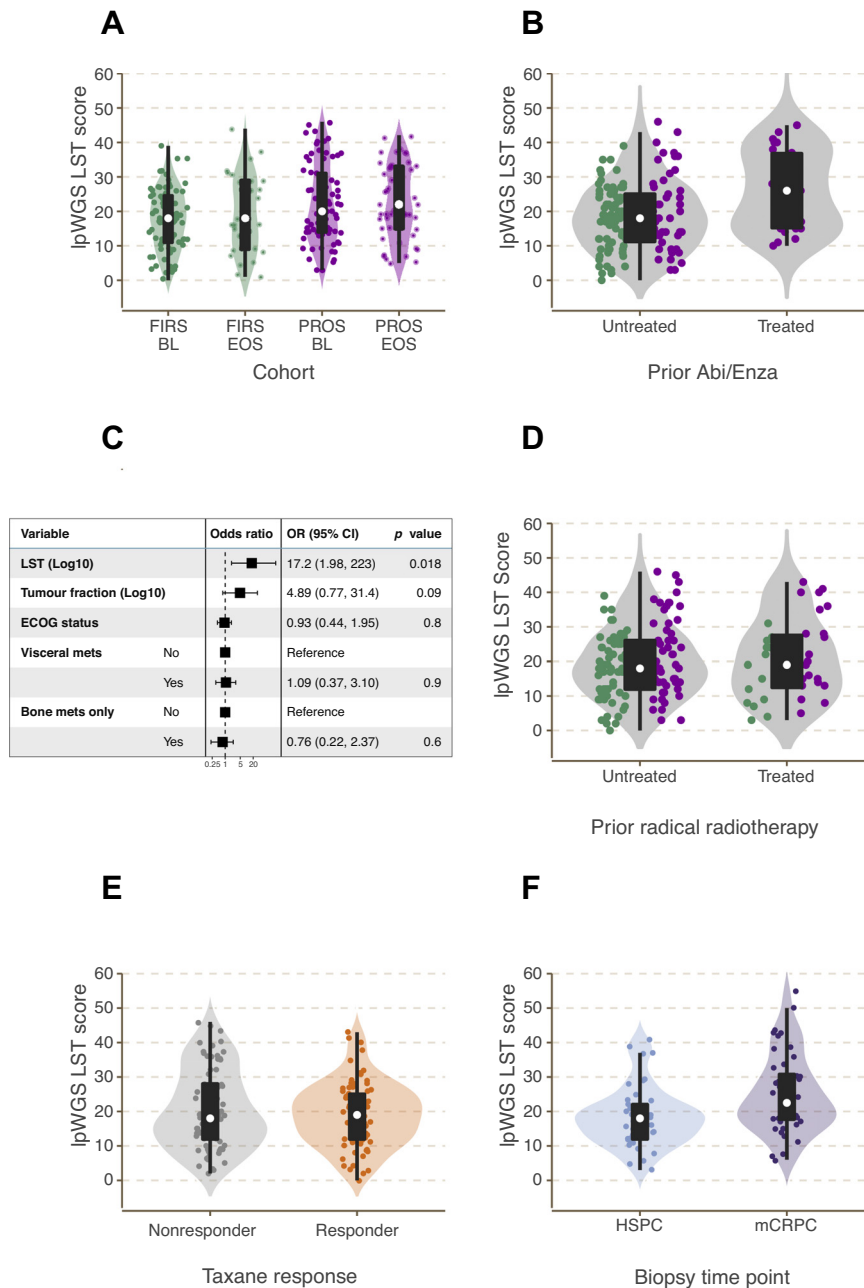 A
lpWGS LST score
60
50
40
30
20
10
0
FIRS BL
FIRS EOS
PROS BL
PROS EOS
Cohort
B
lpWGS LST score
60
50
40
30
20
10
0
Untreated
Treated
Prior Abi/Enza
C
Variable Odds ratio OR (95% CI) p value
LST (Log10) 17.2 (1.98, 223) 0.018
Tumour fraction (Log10) 4.89 (0.77, 31.4) 0.09
ECOG status 0.93 (0.44, 1.95) 0.8
Visceral mets No Reference
Yes 1.09 (0.37, 3.10) 0.9
Bone mets only No Reference
Yes 0.76 (0.22, 2.37) 0.6
0.25 1 5 20
D
lpWGS LST Score
60
50
40
30
20
10
0
Untreated
Treated
Prior radical radiotherapy
E
lpWGS LST score
60
50
40
30
20
10
0
Nonresponder
Responder
Taxane response
F
lpWGS LST score
60
50
40
30
20
10
0
HSPC
mCRPC
Biopsy time point